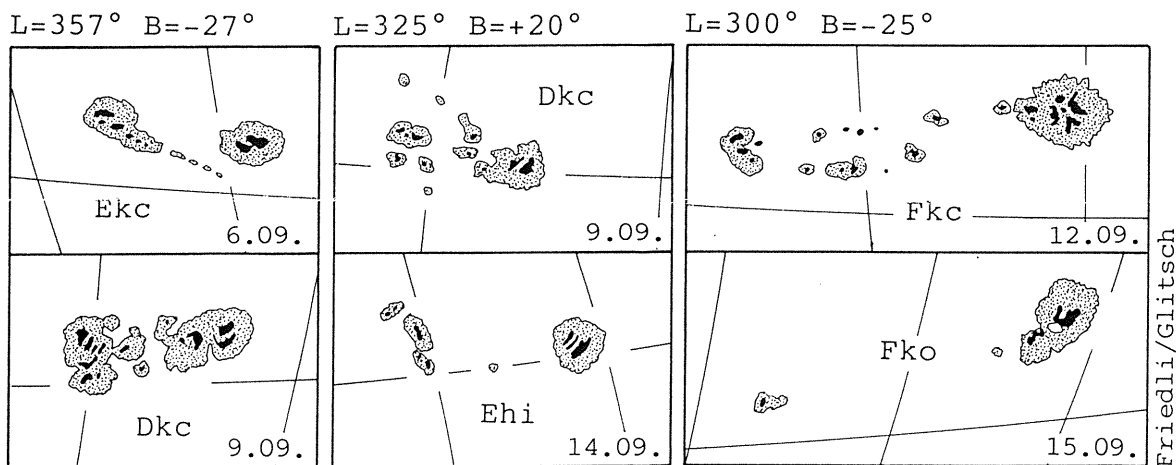 L=357° B=-27°
L=325° B=+20°
L=300° B=-25°
Ekc
6.09.
Dkc
9.09.
Fkc
12.09.
Dkc
9.09.
Ehi
14.09.
Fko
15.09.
Friedli/Glitsch